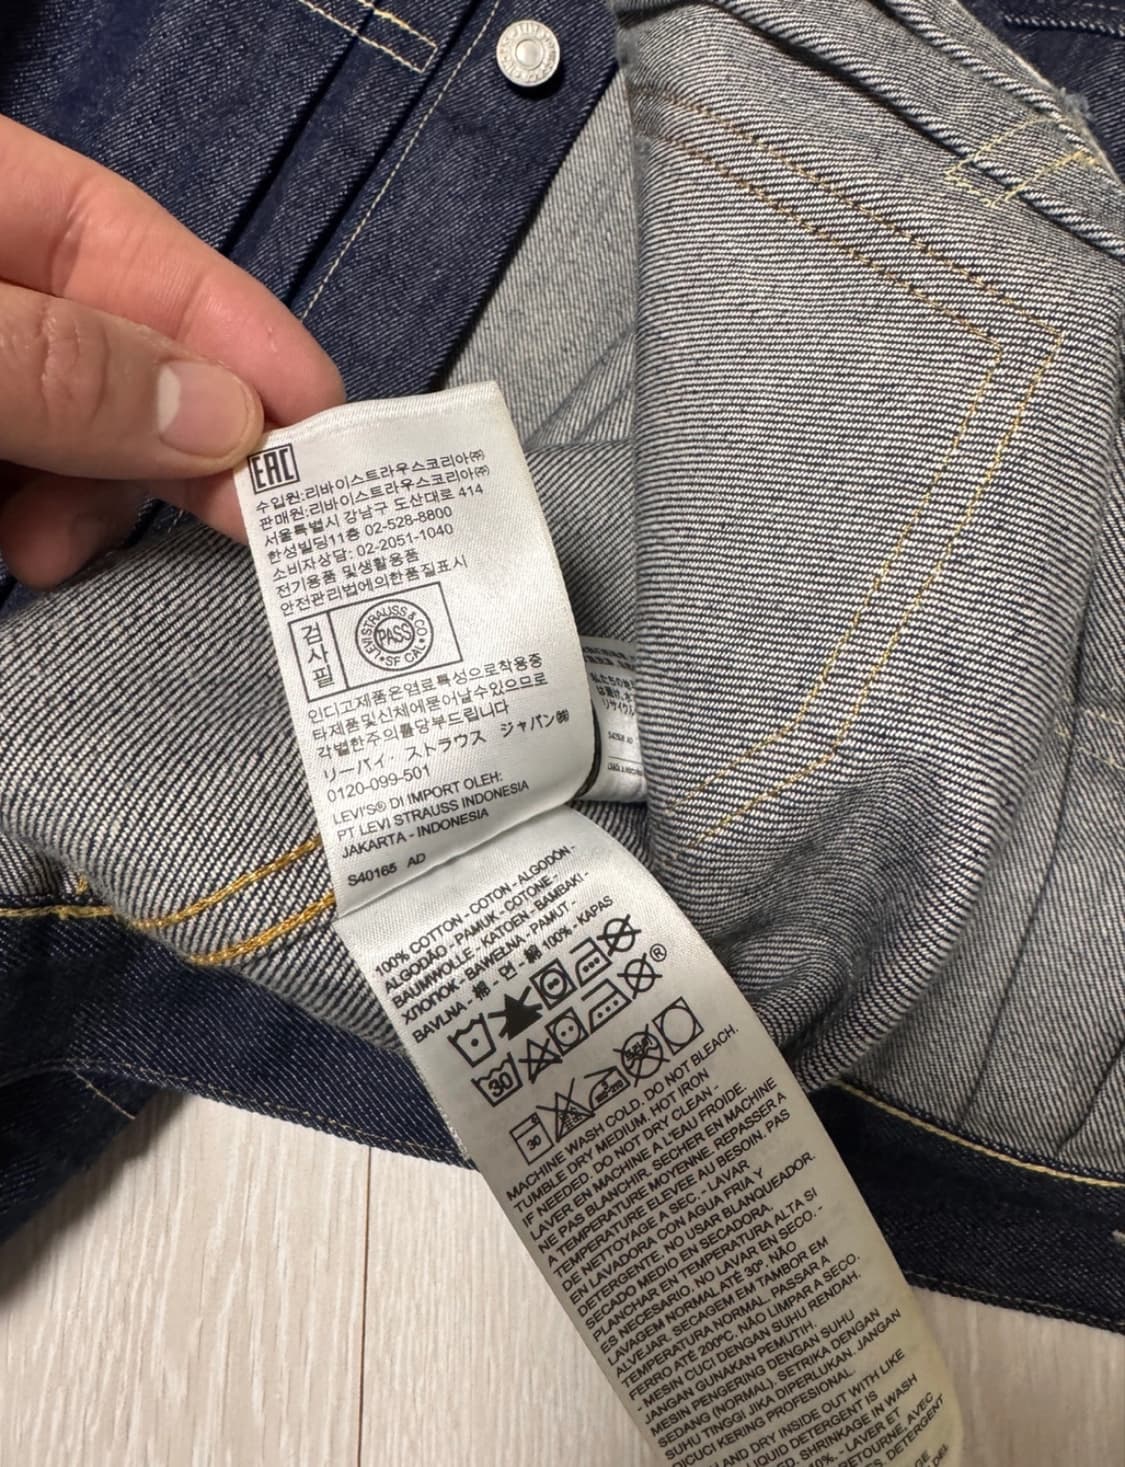 EAC
수입원:리바이스트라우스코리아㈜
판매원:리바이스트라우스코리아㈜
서울특별시 강남구 도산대로 414
한성빌딩11층 02-528-8800
소비자상담: 02-2051-1040
전기용품 및생활용품
안전관리법에의한품질표시
검사필
LEVI STRAUSS & CO
PASS
SF CAL
인디고제품은염료특성으로착용중
타제품및신체에묻어날수있으므로
각별한주의를당부드립니다
リーバイ・ストラウス ジャパン㈱
0120-099-501
LEVI'S® DI IMPORT OLEH:
PT LEVI STRAUSS INDONESIA
JAKARTA - INDONESIA
S40165 AD
100% COTTON - COTON - ALGODÓN -
ALGODÃO - PAMUK - COTONE -
BAUMWOLLE - KATOEN - BAMBAKI -
ХЛОПОК - BAWEŁNA - PAMUT -
BAVLNA - 棉 - 면 - 綿 100% - KAPAS
®
30
30
MACHINE WASH COLD. DO NOT BLEACH.
TUMBLE DRY MEDIUM. HOT IRON
IF NEEDED. DO NOT DRY CLEAN -
LAVER EN MACHINE A L'EAU FROIDE.
NE PAS BLANCHIR. SECHER EN MACHINE
A TEMPERATURE MOYENNE. REPASSER A
TEMPERATURE ELEVEE AU BESOIN. PAS
DE NETTOYAGE A SEC. - LAVAR
EN LAVADORA CON AGUA FRIA Y
DETERGENTE. NO USAR BLANQUEADOR.
SECADO MEDIO EN SECADORA.
PLANCHAR EN TEMPERATURA ALTA SI
ES NECESARIO. NO LAVAR EN SECO. -
LAVAGEM NORMAL ATÉ 30º. NÃO
ALVEJAR. SECAGEM EM TAMBOR EM
TEMPERATURA NORMAL. PASSAR A
FERRO ATÉ 200ºC. NÃO LIMPAR A SECO.
- MESIN CUCI DENGAN SUHU RENDAH.
JANGAN GUNAKAN PEMUTIH.
MESIN PENGERING DENGAN SUHU
SEDANG (NORMAL). SETRIKA DENGAN
SUHU TINGGI JIKA DIPERLUKAN. JANGAN
DICUCI KERING PROFESIONAL.
AND DRY INSIDE OUT WITH LIKE
LIQUID DETERGENT IS
SHRINKAGE IN WASH
10%. - LAVER ET
RETOURNE, AVEC
DETERGENT